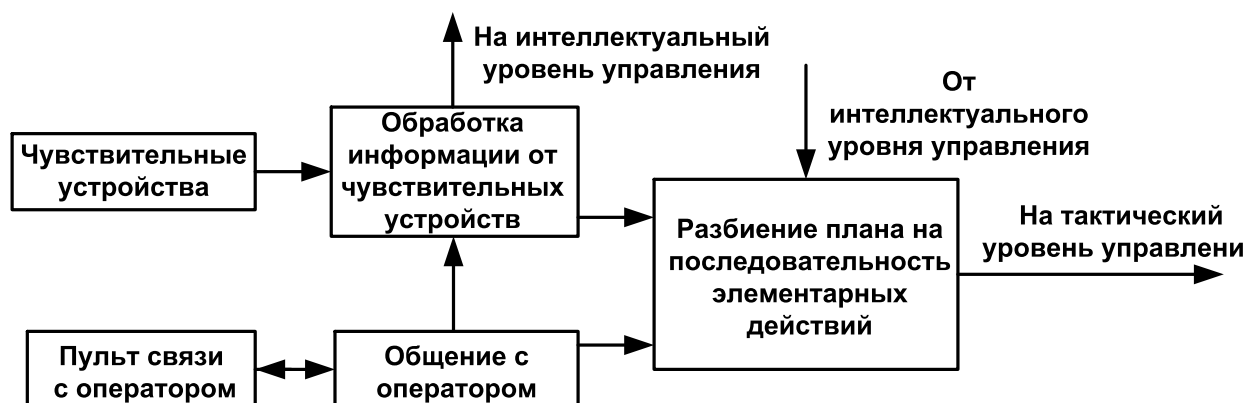 На интеллектуальный
уровень управления
От
интеллектуального
уровня управления
Чувствительные
устройства
Обработка
информации от
чувствительных
устройств
Разбиение плана на
последовательность
элементарных
действий
На тактический
уровень управлени
Пульт связи
с оператором
Общение с
оператором